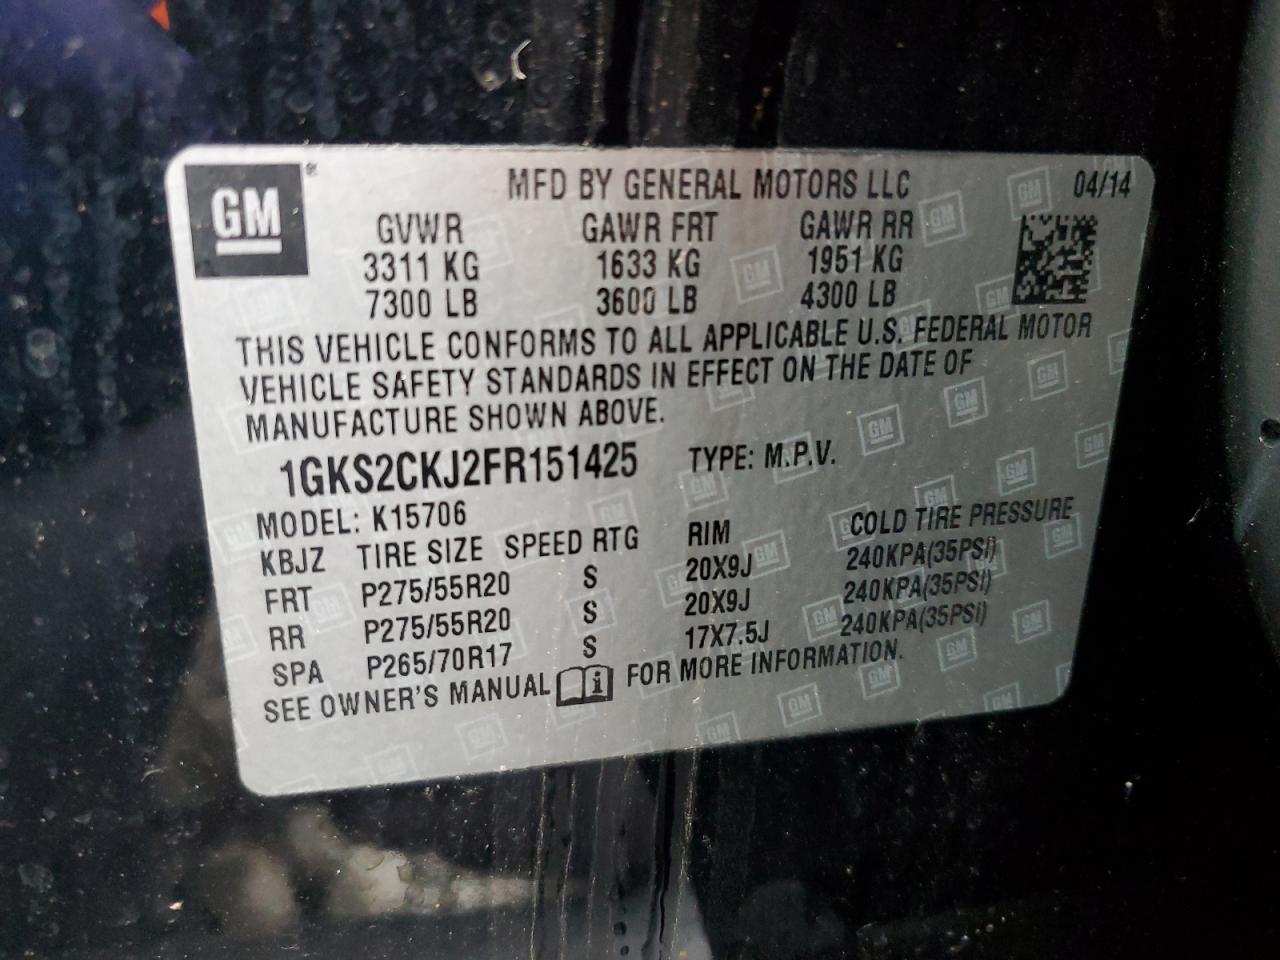 GM ® MFD BY GENERAL MOTORS LLC 04/14
GVWR GAWR FRT GAWR RR
3311 KG 1633 KG 1951 KG
7300 LB 3600 LB 4300 LB
THIS VEHICLE CONFORMS TO ALL APPLICABLE U.S. FEDERAL MOTOR
VEHICLE SAFETY STANDARDS IN EFFECT ON THE DATE OF
MANUFACTURE SHOWN ABOVE.
1GKS2CKJ2FR151425 TYPE: M.P.V.
MODEL: K15706
KBJZ TIRE SIZE SPEED RTG RIM COLD TIRE PRESSURE
FRT P275/55R20 S 20X9J 240KPA(35PSI)
RR P275/55R20 S 20X9J 240KPA(35PSI)
SPA P265/70R17 S 17X7.5J 240KPA(35PSI)
SEE OWNER'S MANUAL i FOR MORE INFORMATION.